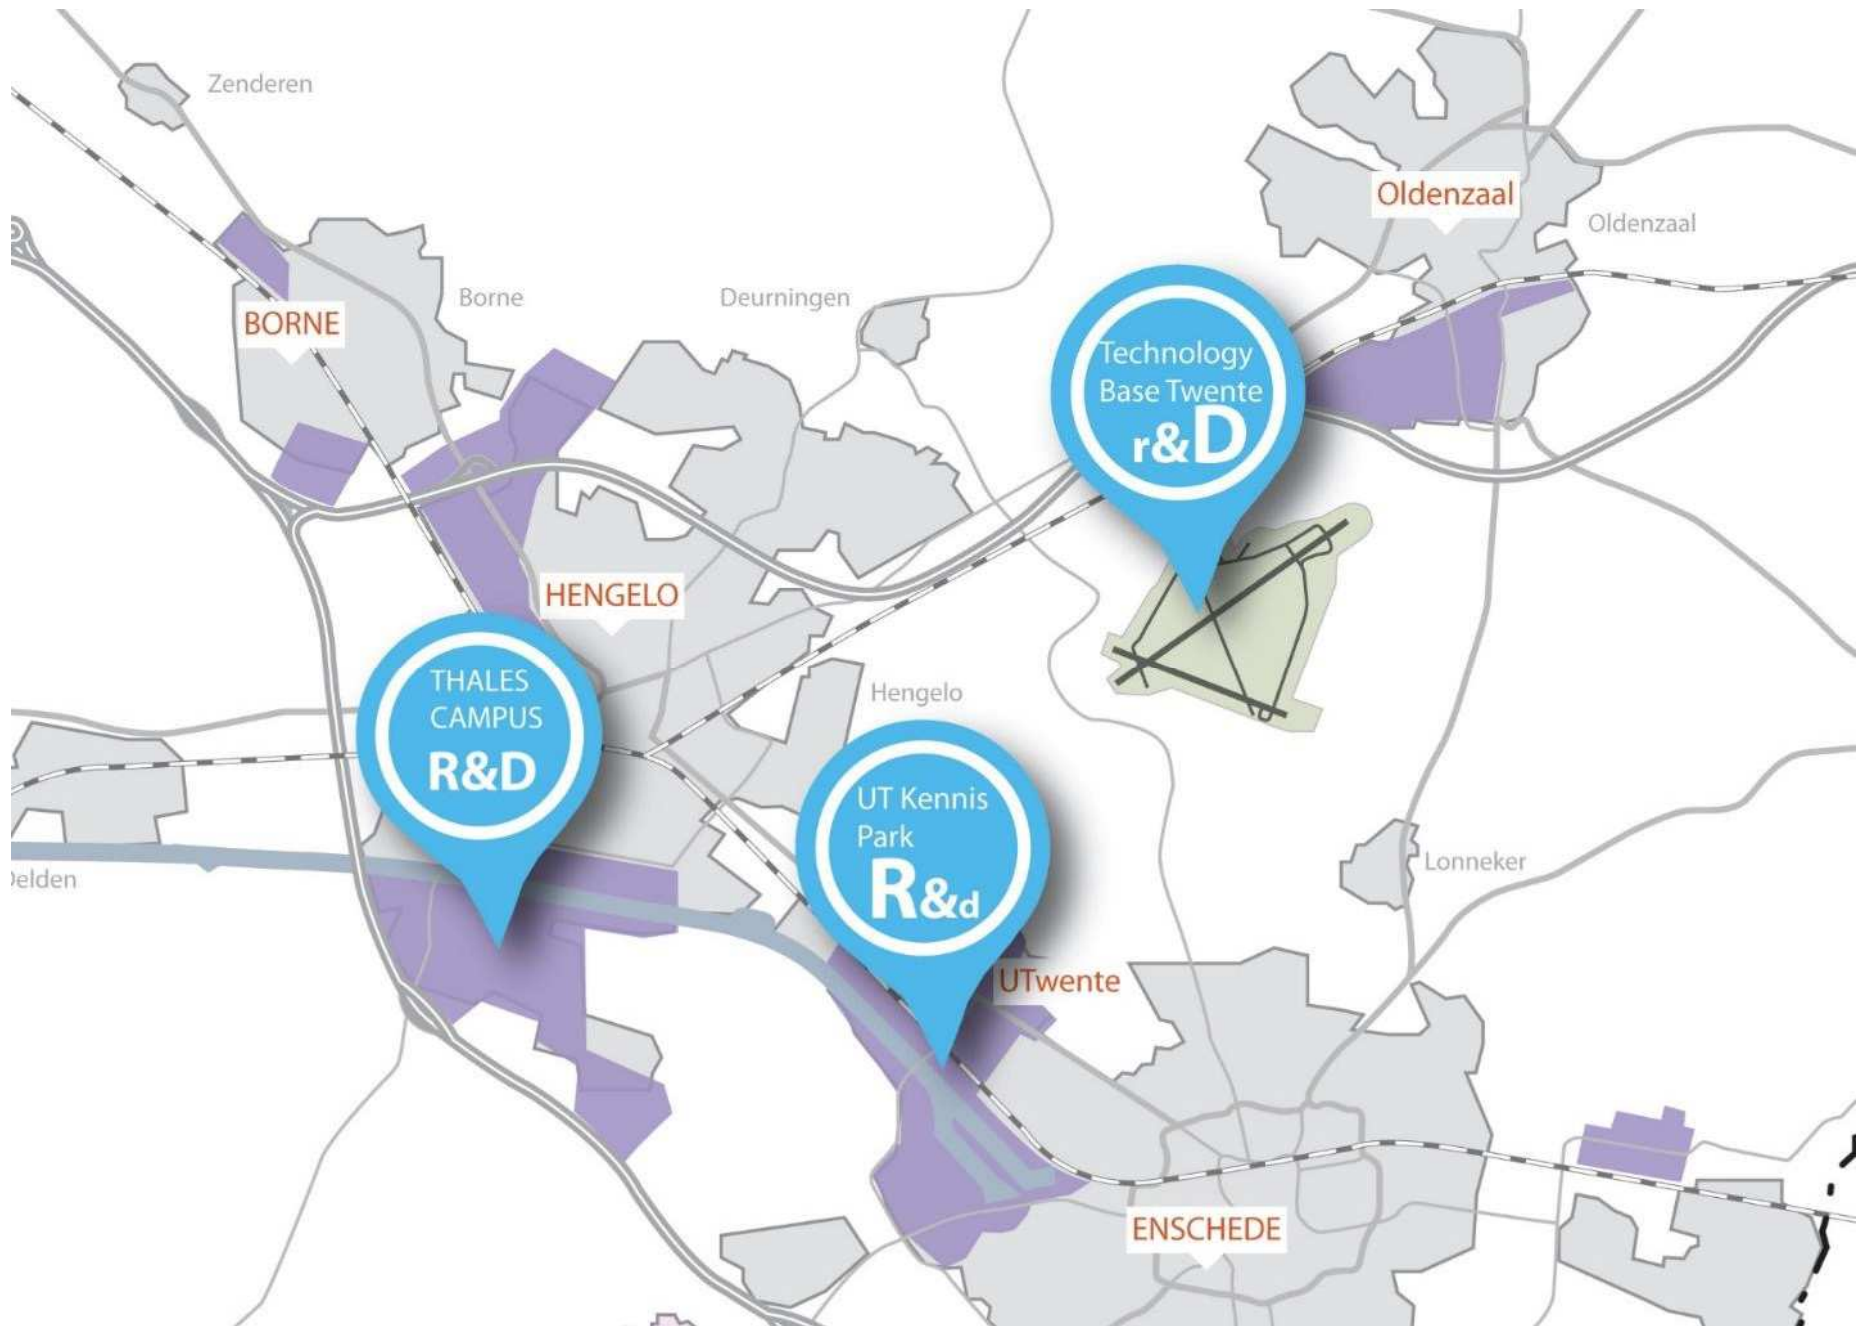 Zenderen
Oldenzaal
Oldenzaal
Borne
Deurningen
BORNE
Technology
Base Twente
r&D
HENGELO
THALES
CAMPUS
R&D
Hengelo
UT Kennis
Park
R&d
Lonneker
elden
UTwente
ENSCHEDE